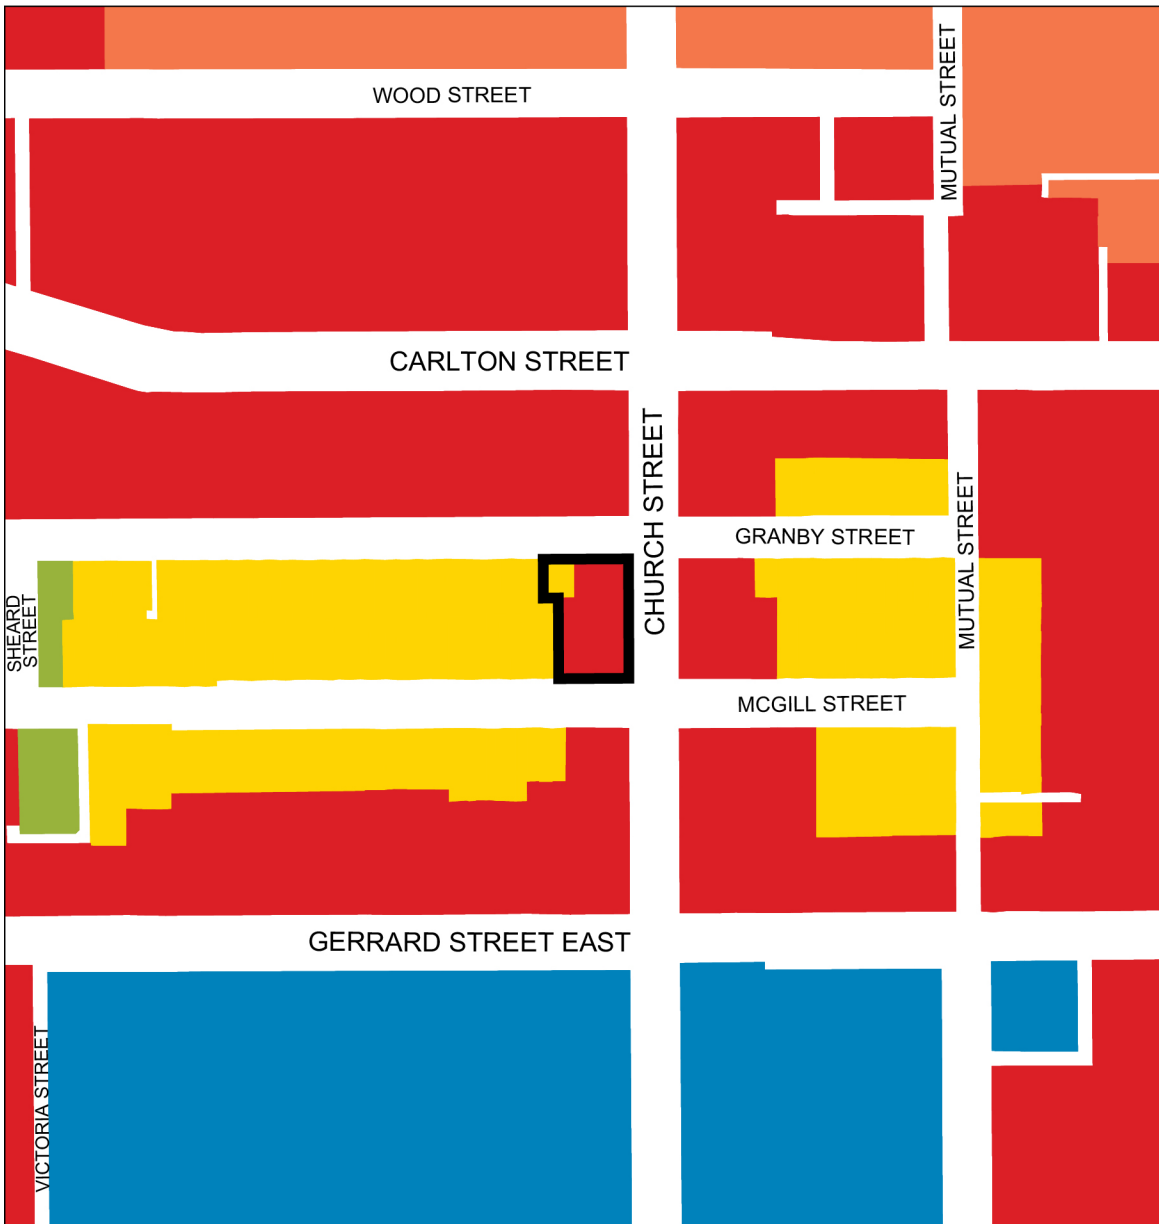 WOOD STREET
MUTUAL STREET
CARLTON STREET
CHURCH STREET
GRANBY STREET
MUTUAL STREET
SHEARD
STREET
MCGILL STREET
GERRARD STREET EAST
VICTORIA STREET